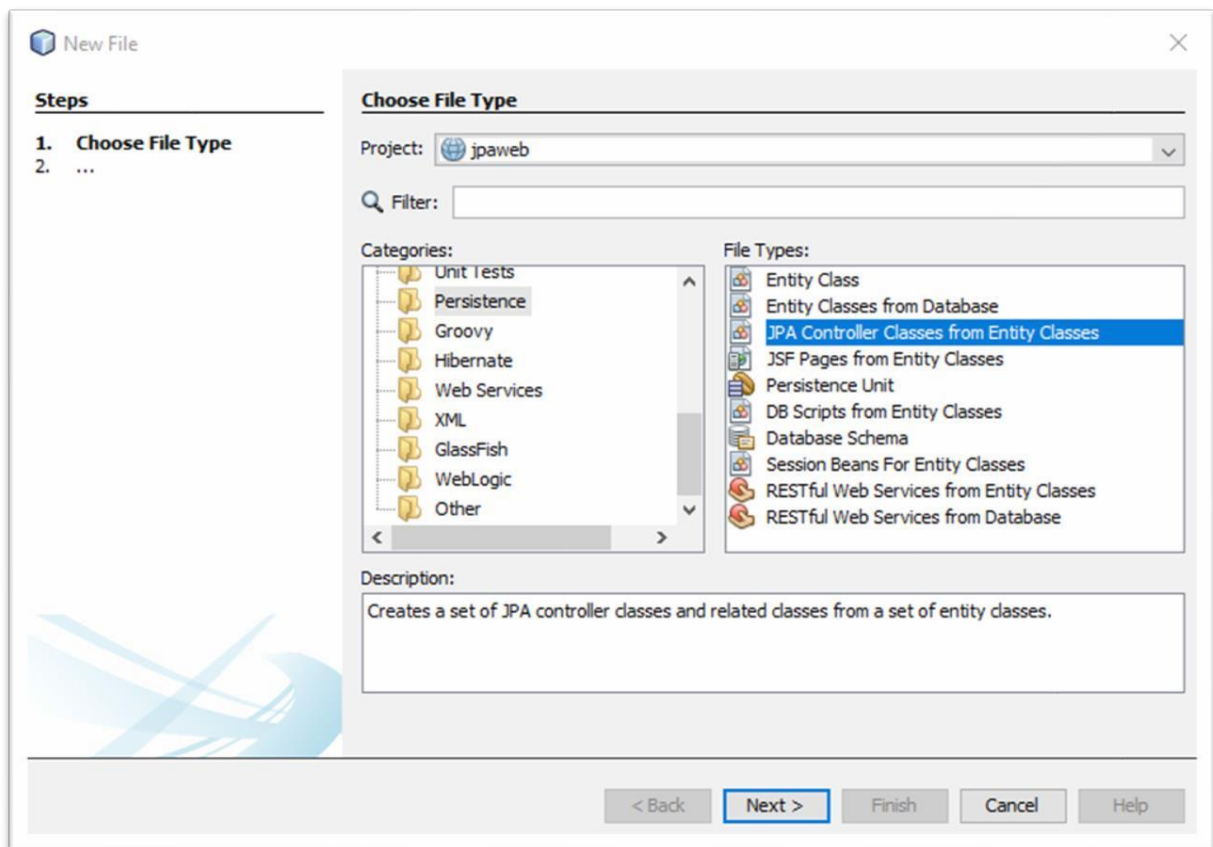 New File
Steps
1. Choose File Type
2. ...
Choose File Type
Project: jpaweb
Filter:
Categories:
Unit Tests
Persistence
Groovy
Hibernate
Web Services
XML
GlassFish
WebLogic
Other
File Types:
Entity Class
Entity Classes from Database
JPA Controller Classes from Entity Classes
JSF Pages from Entity Classes
Persistence Unit
DB Scripts from Entity Classes
Database Schema
Session Beans For Entity Classes
RESTful Web Services from Entity Classes
RESTful Web Services from Database
Description:
Creates a set of JPA controller classes and related classes from a set of entity classes.
< Back Next > Finish Cancel Help